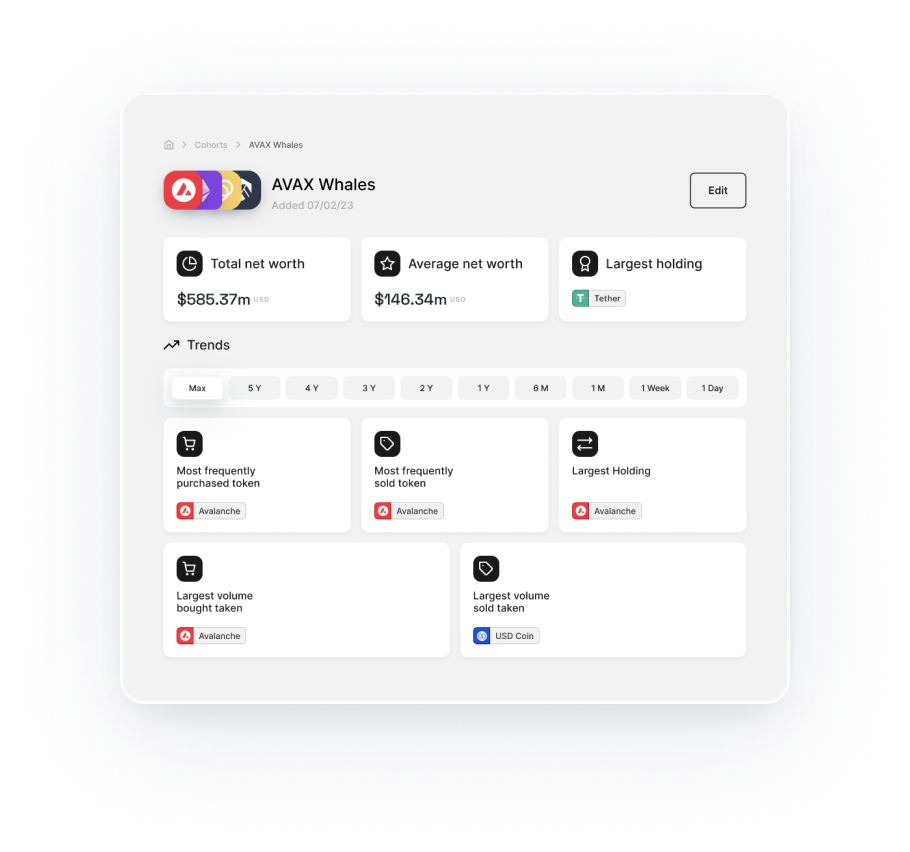 Cohorts AVAX Whales
AVAX Whales
Added 07/02/23
Edit
Total net worth
$585.37m USD
Average net worth
$146.34m USD
Largest holding
Tether
Trends
Max 5 Y 4 Y 3 Y 2 Y 1 Y 6 M 1 M 1 Week 1 Day
Most frequently
purchased token
Avalanche
Most frequently
sold token
Avalanche
Largest Holding
Avalanche
Largest volume
bought taken
Avalanche
Largest volume
sold taken
USD Coin